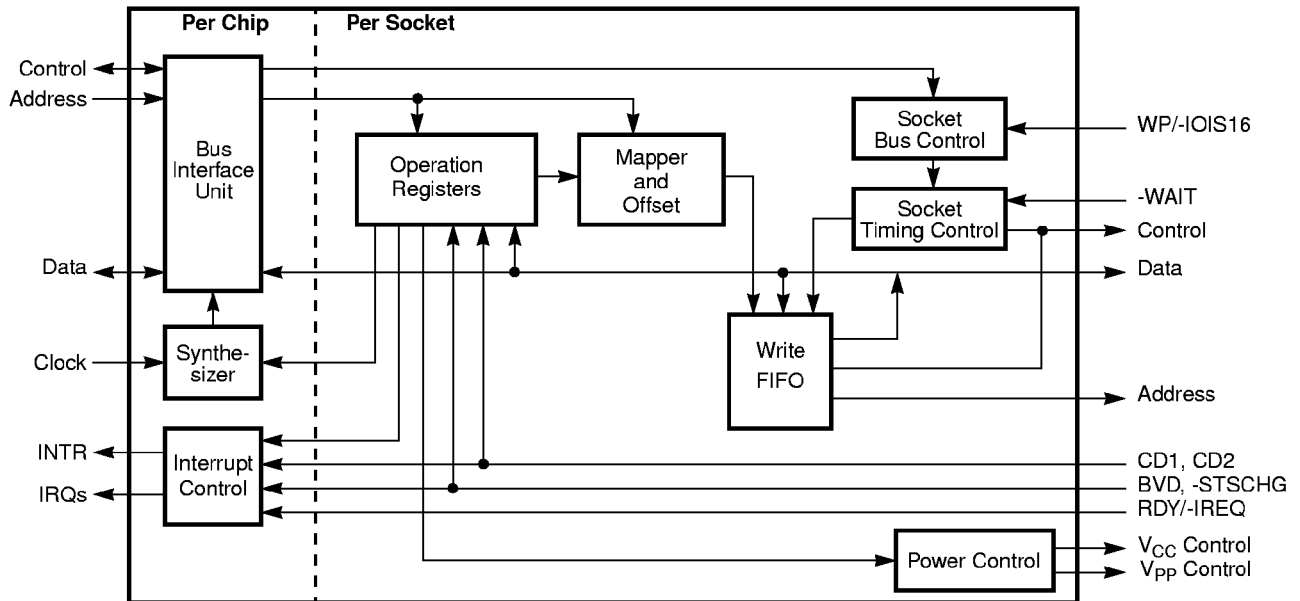 Per Chip
Per Socket
Control
Address
Bus
Interface
Unit
Data
Synthe-
sizer
Clock
INTR
IRQs
Interrupt
Control
Operation
Registers
Mapper
and
Offset
Socket
Bus Control
WP/-IOIS16
Socket
Timing Control
-WAIT
Control
Data
Write
FIFO
Address
CD1, CD2
BVD, -STSCHG
RDY/-IREQ
Power Control
VCC Control
VPP Control